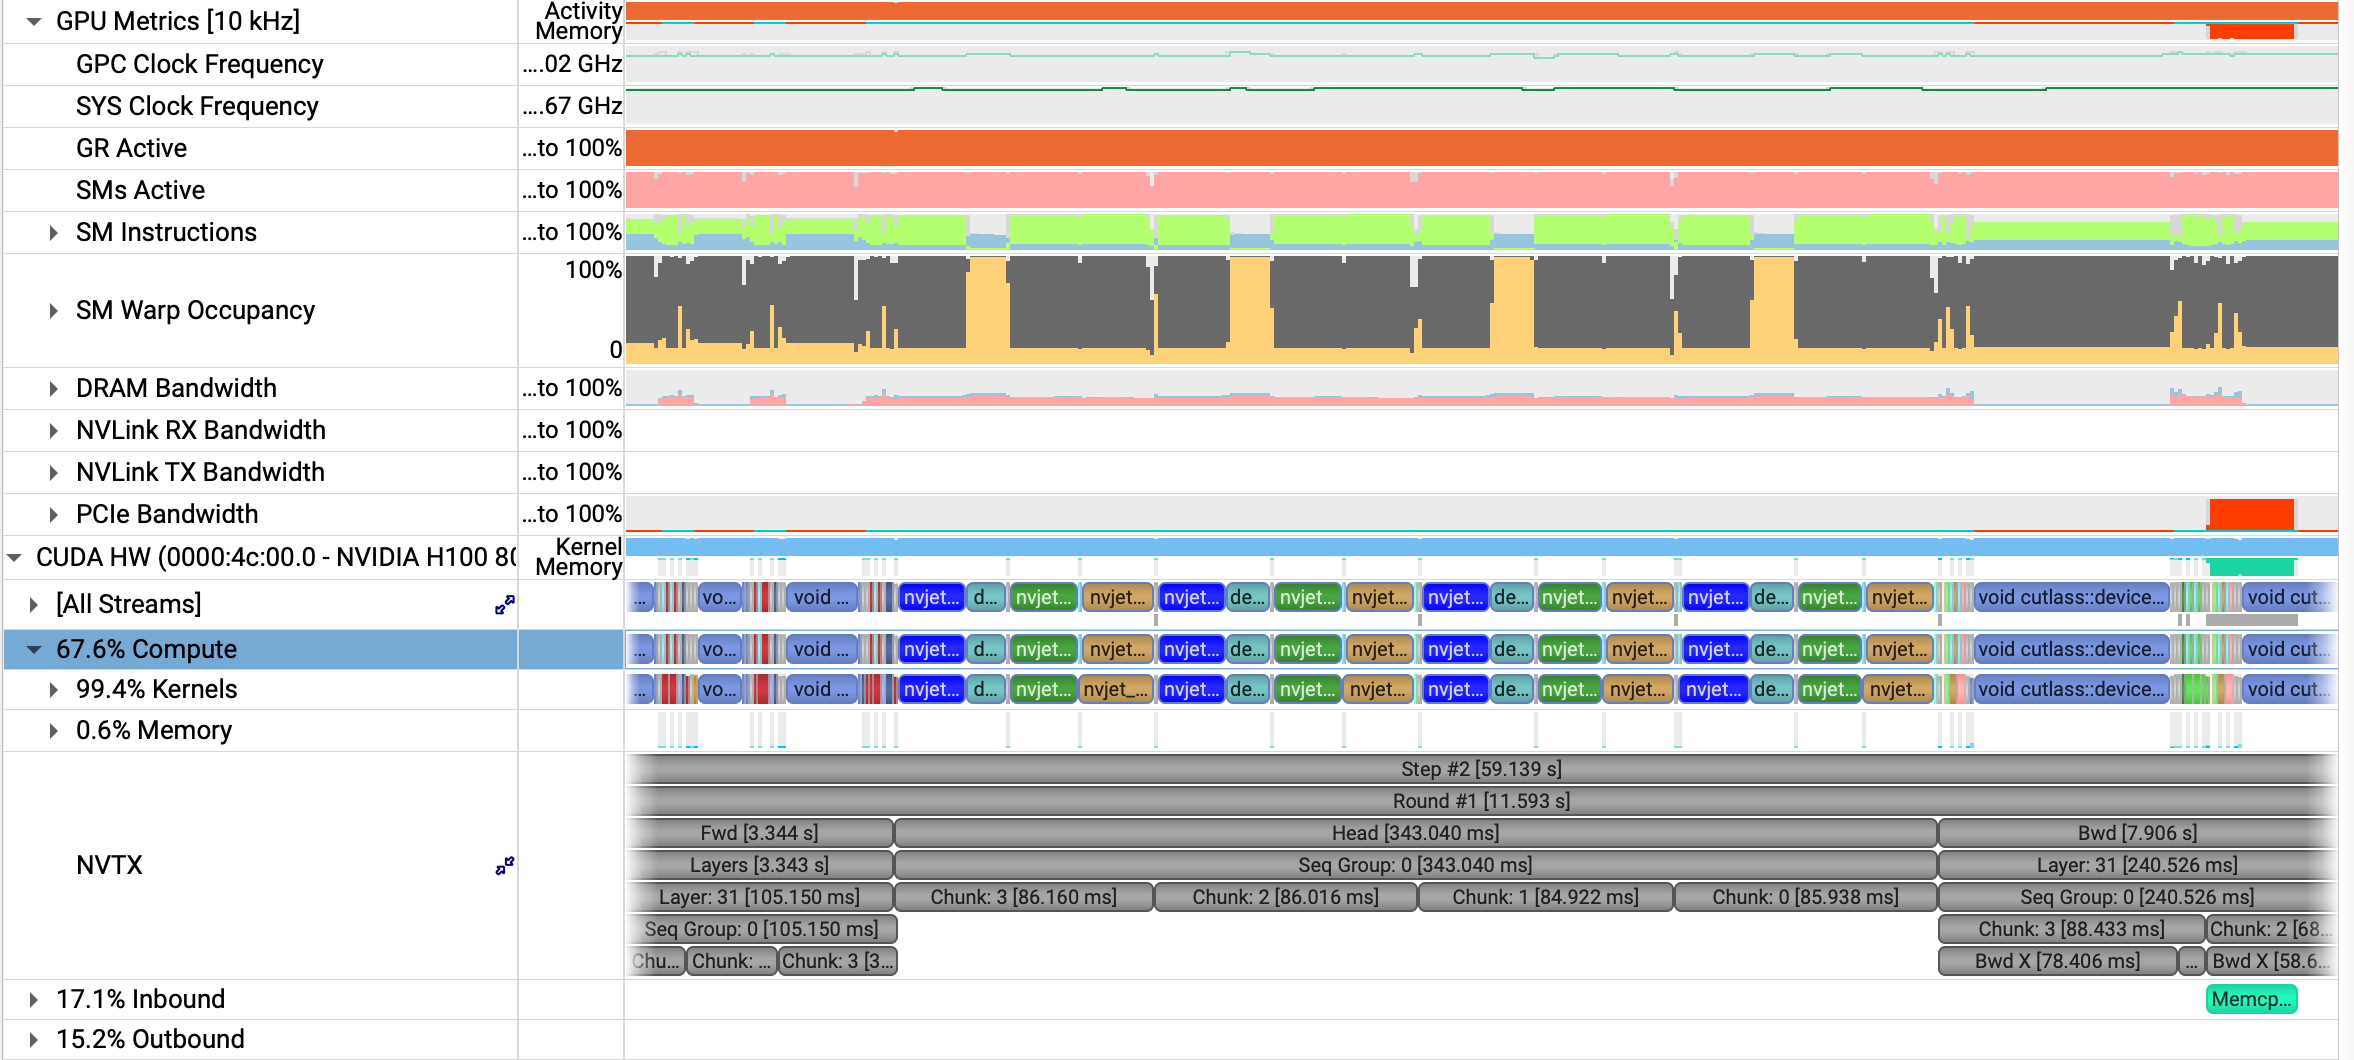 GPU Metrics [10 kHz] Activity Memory
GPC Clock Frequency ....02 GHz
SYS Clock Frequency ....67 GHz
GR Active ...to 100%
SMs Active ...to 100%
SM Instructions ...to 100%
100%
SM Warp Occupancy
0
DRAM Bandwidth ...to 100%
NVLink RX Bandwidth ...to 100%
NVLink TX Bandwidth ...to 100%
PCIe Bandwidth ...to 100%
CUDA HW (0000:4c:00.0 - NVIDIA H100 80 Kernel Memory
[All Streams] ... vo... void ... nvjet... d... nvjet... nvjet... nvjet... de... nvjet... nvjet... nvjet... de... nvjet... nvjet... nvjet... de... nvjet... nvjet... void cutlass::device... void cut...
67.6% Compute ... vo... void ... nvjet... d... nvjet... nvjet... nvjet... de... nvjet... nvjet... nvjet... de... nvjet... nvjet... nvjet... de... nvjet... nvjet... void cutlass::device... void cut...
99.4% Kernels ... vo... void ... nvjet... d... nvjet... nvjet_... nvjet... de... nvjet... nvjet... nvjet... de... nvjet... nvjet... nvjet... de... nvjet... nvjet... void cutlass::device... void cut...
0.6% Memory
Step #2 [59.139 s]
Round #1 [11.593 s]
Fwd [3.344 s] Head [343.040 ms] Bwd [7.906 s]
NVTX
Layers [3.343 s] Seq Group: 0 [343.040 ms] Layer: 31 [240.526 ms]
Layer: 31 [105.150 ms] Chunk: 3 [86.160 ms] Chunk: 2 [86.016 ms] Chunk: 1 [84.922 ms] Chunk: 0 [85.938 ms] Seq Group: 0 [240.526 ms]
Seq Group: 0 [105.150 ms] Chunk: 3 [88.433 ms] Chunk: 2 [68...
Chu... Chunk: ... Chunk: 3 [3... Bwd X [78.406 ms] ... Bwd X [58.6...
17.1% Inbound Memcp...
15.2% Outbound